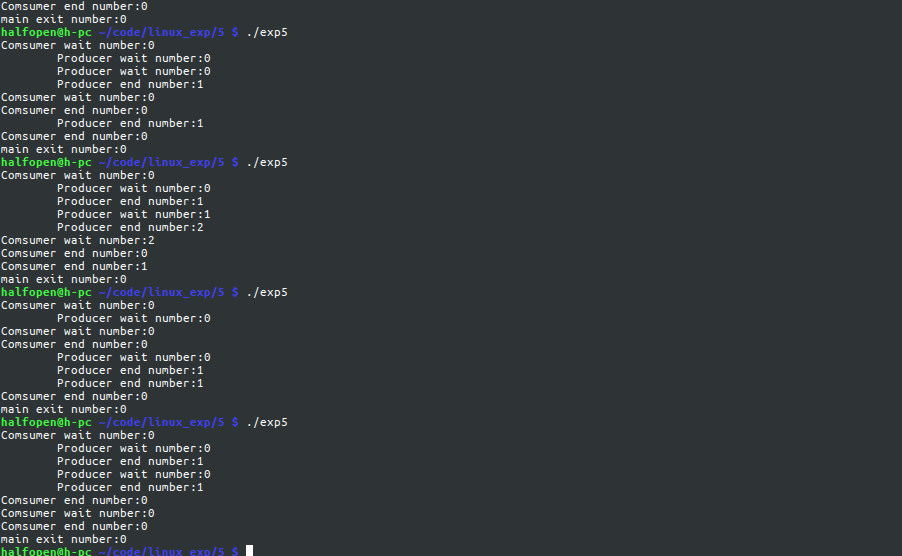 Comsumer end number:0
main exit number:0
halfopen@h-pc ~/code/linux_exp/5 $ ./exp5
Comsumer wait number:0
        Producer wait number:0
        Producer wait number:0
        Producer end number:1
Comsumer wait number:0
Comsumer end number:0
        Producer end number:1
Comsumer end number:0
main exit number:0
halfopen@h-pc ~/code/linux_exp/5 $ ./exp5
Comsumer wait number:0
        Producer wait number:0
        Producer end number:1
        Producer wait number:1
        Producer end number:2
Comsumer wait number:2
Comsumer end number:0
Comsumer end number:1
main exit number:0
halfopen@h-pc ~/code/linux_exp/5 $ ./exp5
Comsumer wait number:0
        Producer wait number:0
Comsumer wait number:0
Comsumer end number:0
        Producer wait number:0
        Producer end number:1
        Producer end number:1
Comsumer end number:0
main exit number:0
halfopen@h-pc ~/code/linux_exp/5 $ ./exp5
Comsumer wait number:0
        Producer wait number:0
        Producer end number:1
        Producer wait number:0
        Producer end number:1
Comsumer end number:0
Comsumer wait number:0
Comsumer end number:0
main exit number:0
halfopen@h-pc ~/code/linux_exp/5 $